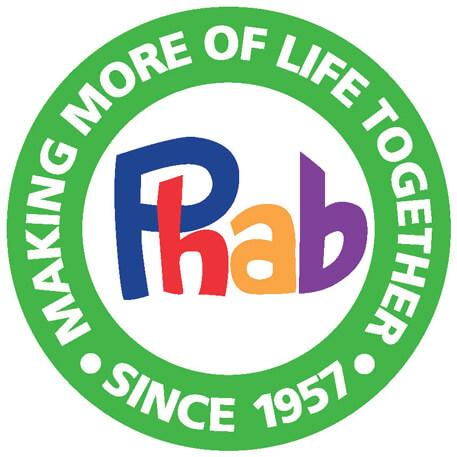 MAKING MORE OF LIFE TOGETHER
Phab
• SINCE 1957 •